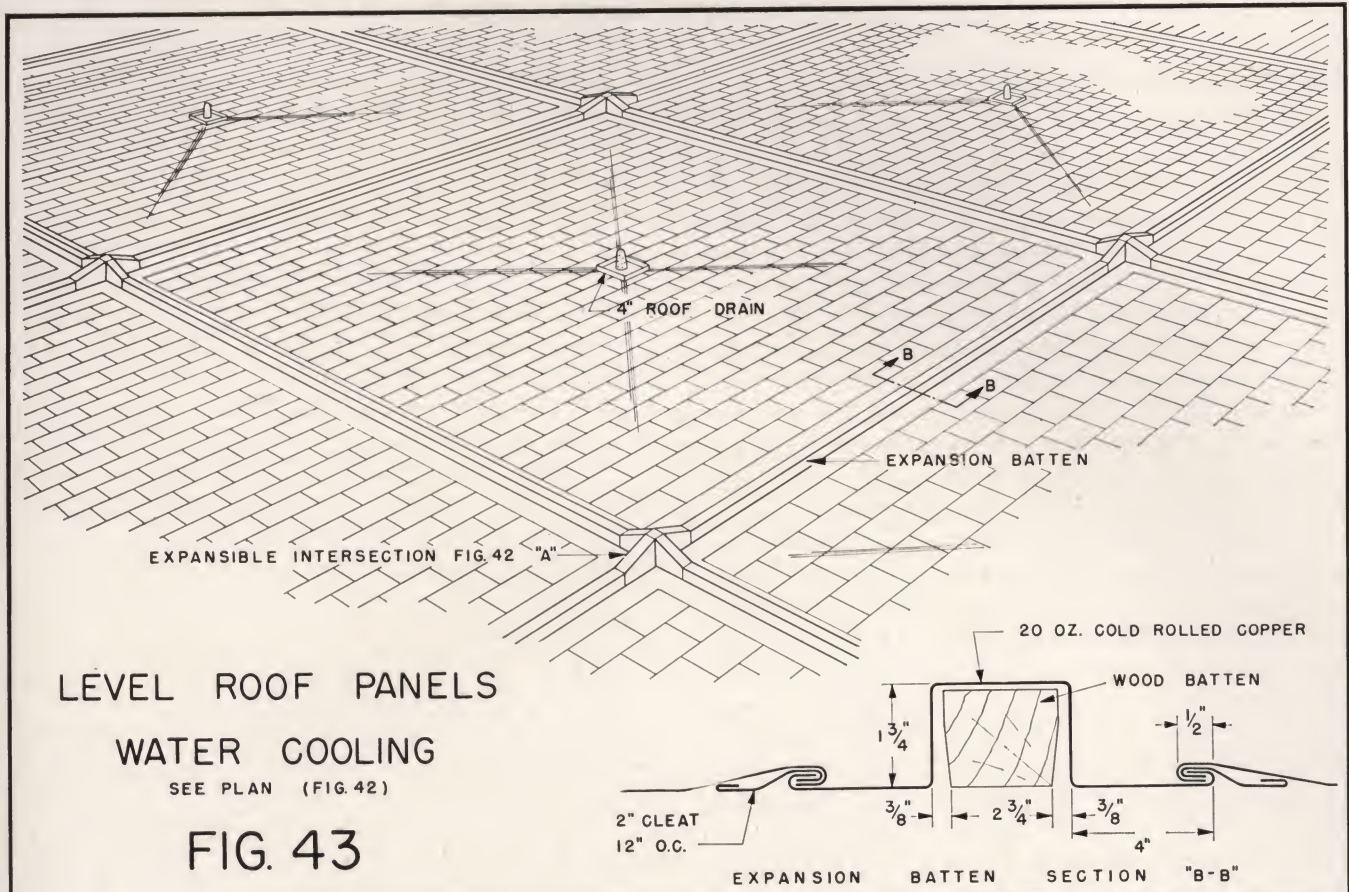 4" ROOF DRAIN
B
B
EXPANSION BATTEN
EXPANSIBLE INTERSECTION FIG. 42 "A"
LEVEL ROOF PANELS
WATER COOLING
SEE PLAN (FIG. 42)
FIG. 43
20 OZ. COLD ROLLED COPPER
WOOD BATTEN
1/2"
1 3/4"
3/8"
2 3/4"
3/8"
4"
2" CLEAT
12" O.C.
EXPANSION BATTEN SECTION "B-B"